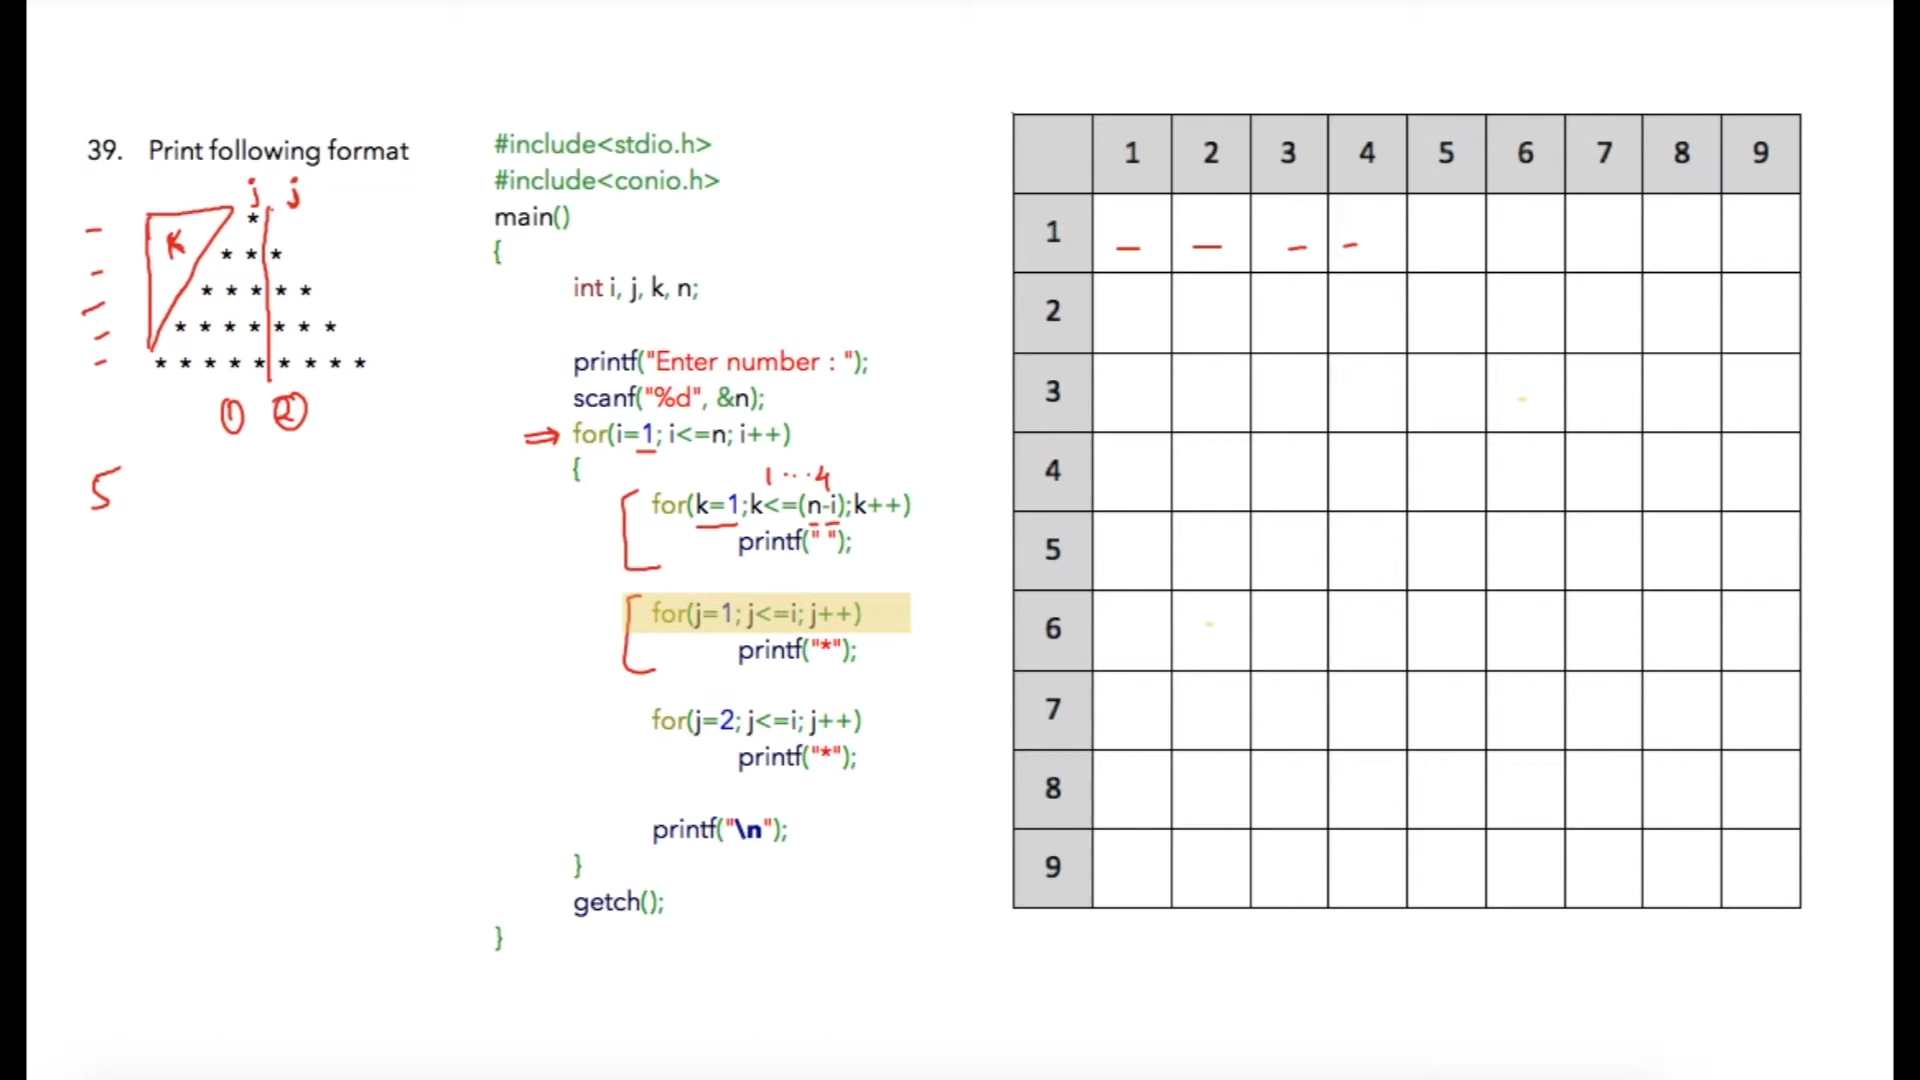 39. Print following format
j j
K
*
* * *
* * * * *
* * * * * * *
* * * * * * * * *
① ②
5
#include<stdio.h>
#include<conio.h>
main()
{
int i, j, k, n;
printf("Enter number : ");
scanf("%d", &n);
⇒ for(i=1; i<=n; i++)
{
1 ... 4
for(k=1;k<=(n-i);k++)
printf(" ");
for(j=1; j<=i; j++)
printf("*");
for(j=2; j<=i; j++)
printf("*");
printf("\n");
}
getch();
}
1 2 3 4 5 6 7 8 9
1 – – – –
2
3
4
5
6
7
8
9